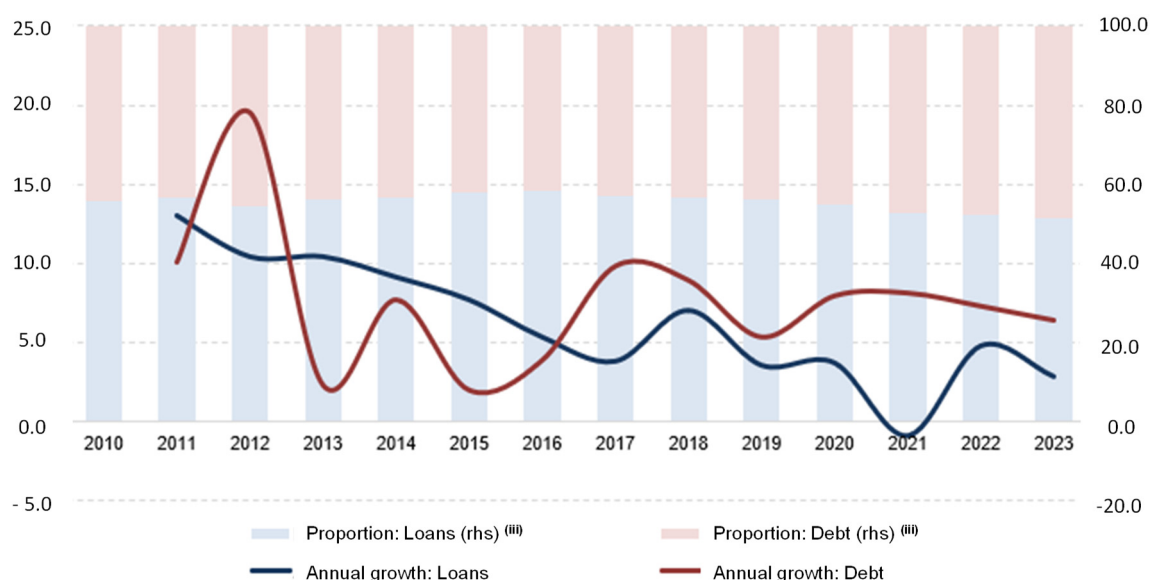 25.0 100.0
20.0 80.0
15.0 60.0
10.0 40.0
5.0 20.0
0.0 0.0
2010 2011 2012 2013 2014 2015 2016 2017 2018 2019 2020 2021 2022 2023
- 5.0 -20.0
Proportion: Loans (rhs) (iii) Proportion: Debt (rhs) (iii)
Annual growth: Loans Annual growth: Debt